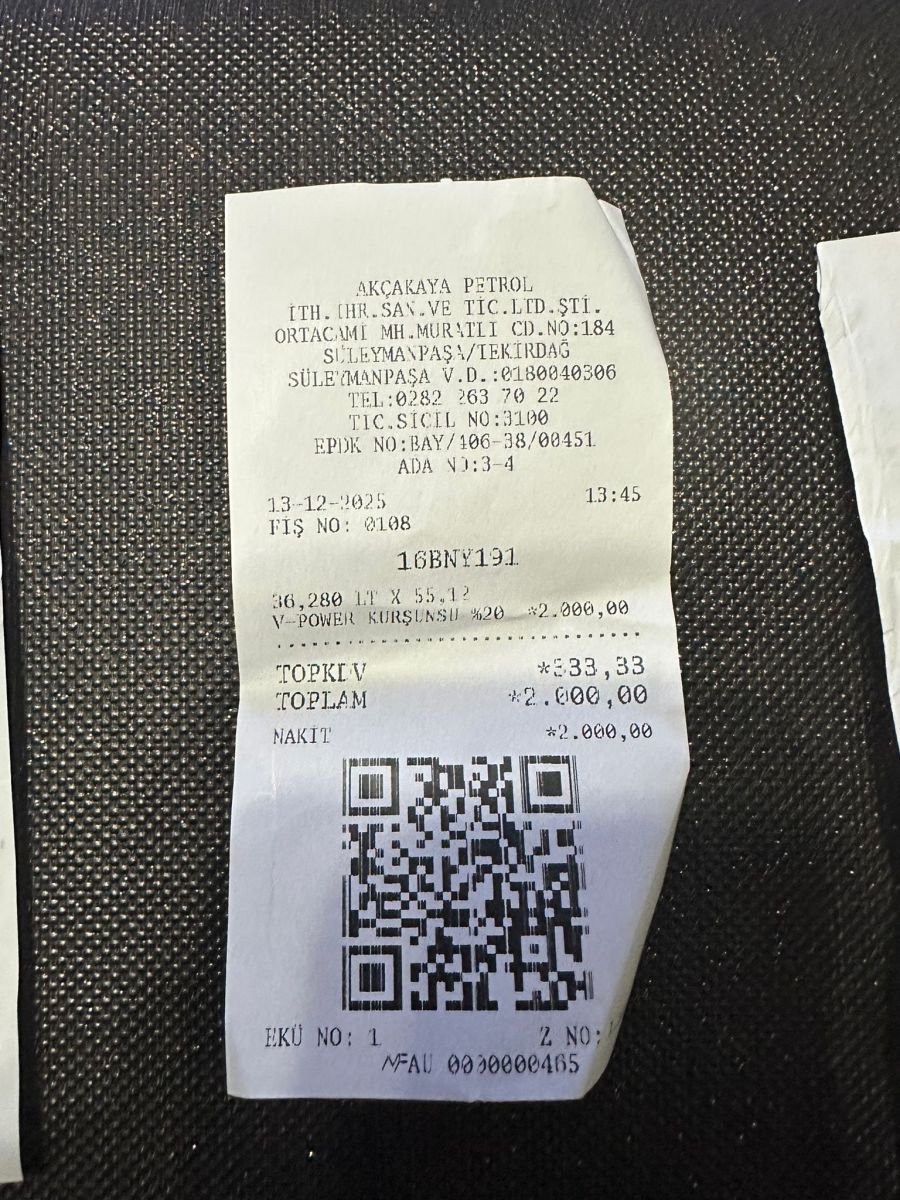 AKÇAKAYA PETROL
İTH.İHR.SAN.VE TİC.LTD.ŞTİ.
ORTACAMİ MH.MURATLI CD.NO:184
SÜLEYMANPAŞA/TEKİRDAĞ
SÜLEYMANPAŞA V.D.:0180040306
TEL:0282 263 70 22
TİC.SİCİL NO:3100
EPDK NO:BAY/406-38/00451
ADA NO:3-4
13-12-2025 13:45
FİŞ NO: 0108
16BNY191
36,280 LT X 55,12
V-POWER KURŞUNSU %20 *2.000,00
TOPKDV *333,33
TOPLAM *2.000,00
NAKİT *2.000,00
EKÜ NO: 1 Z NO:
MF AU 0000000465